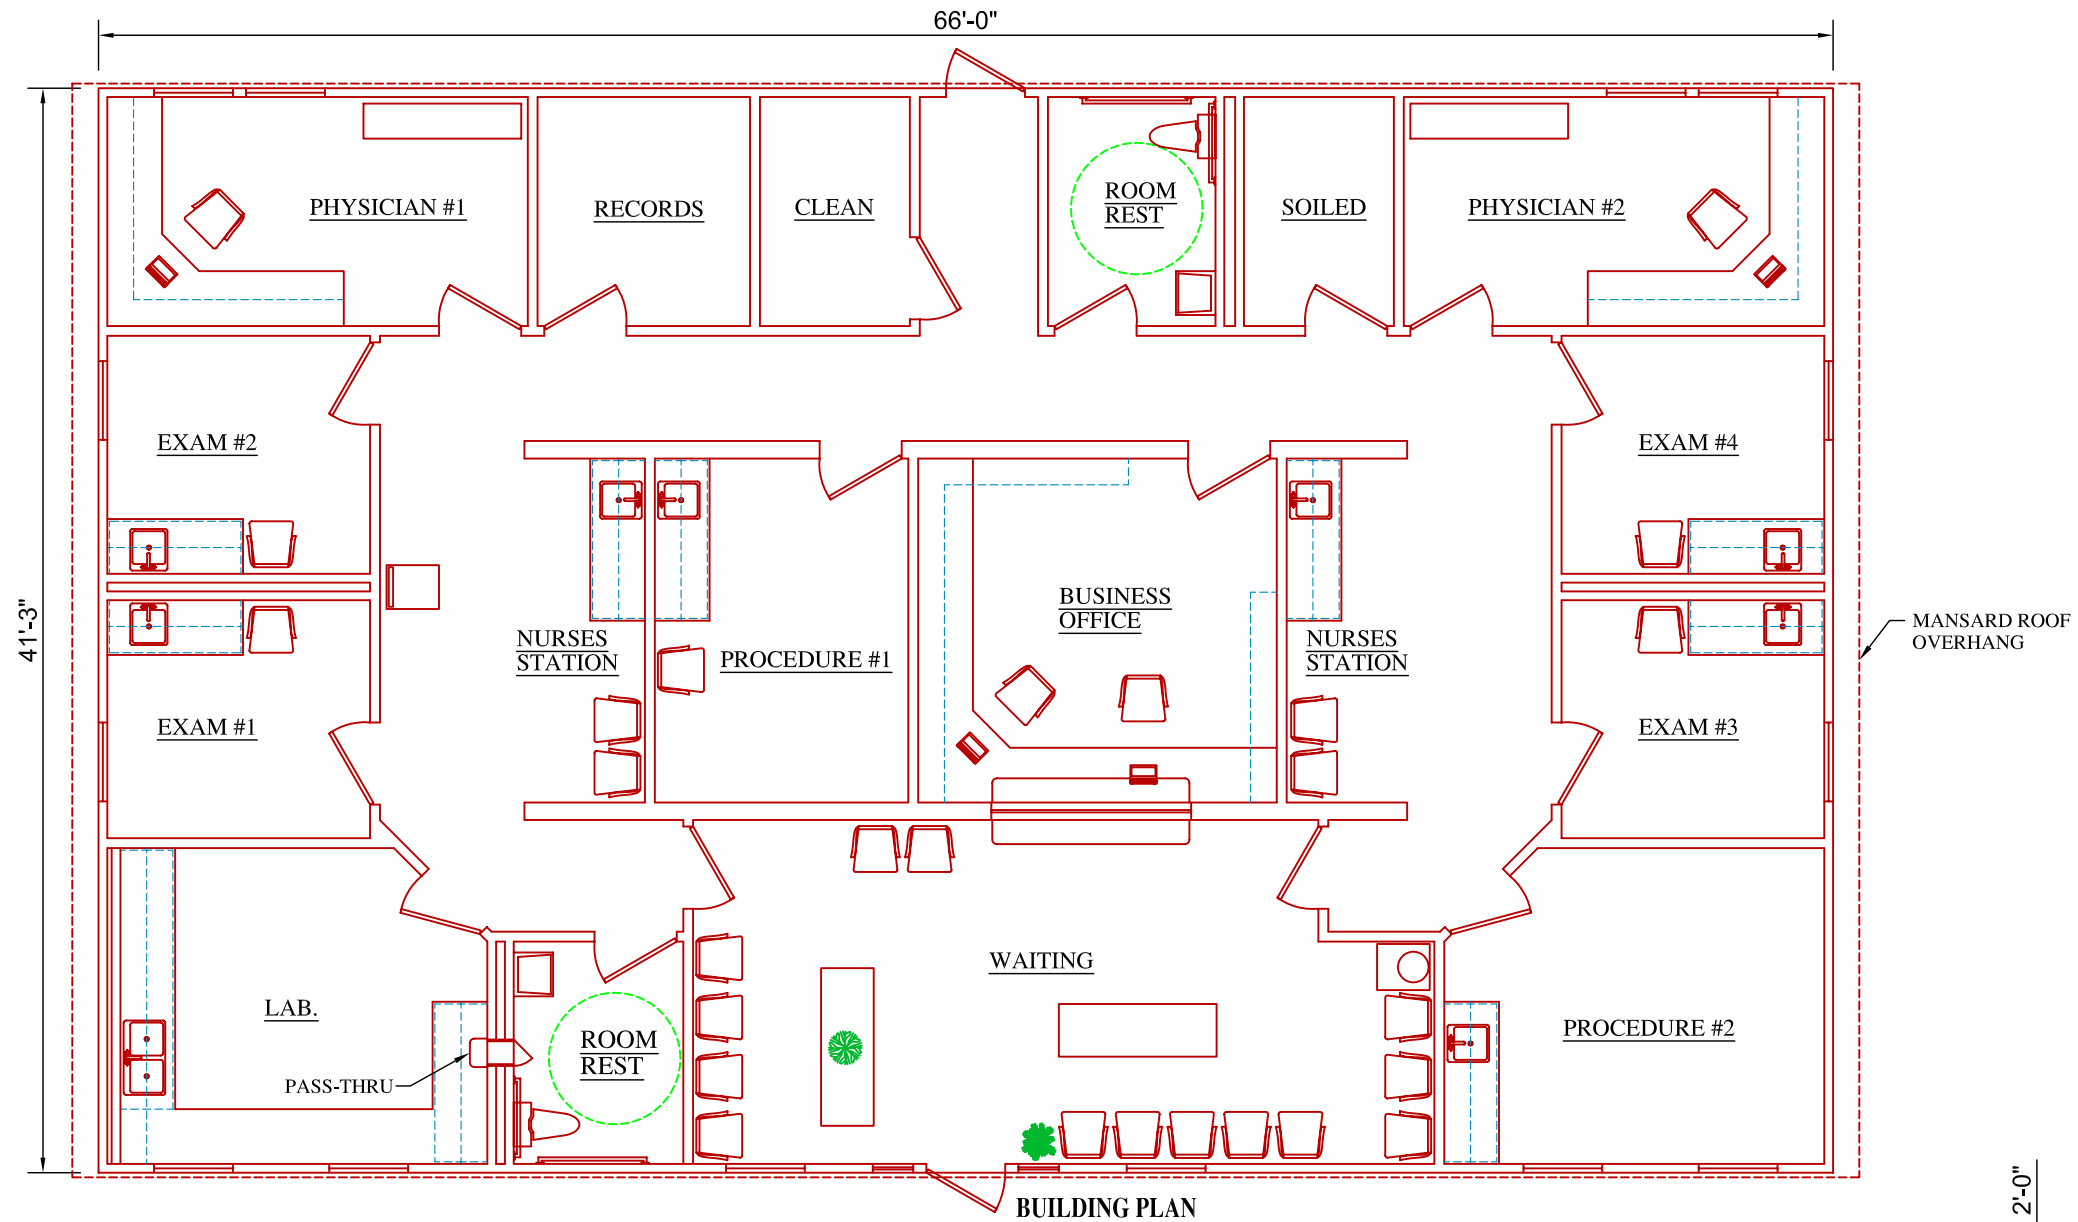 66'-0"
PHYSICIAN #1
RECORDS
CLEAN
ROOM
REST
SOILED
PHYSICIAN #2
EXAM #2
EXAM #4
41'-3"
NURSES
STATION
PROCEDURE #1
BUSINESS
OFFICE
NURSES
STATION
MANSARD ROOF
OVERHANG
EXAM #1
EXAM #3
WAITING
LAB.
ROOM
REST
PROCEDURE #2
PASS-THRU
BUILDING PLAN
2'-0"